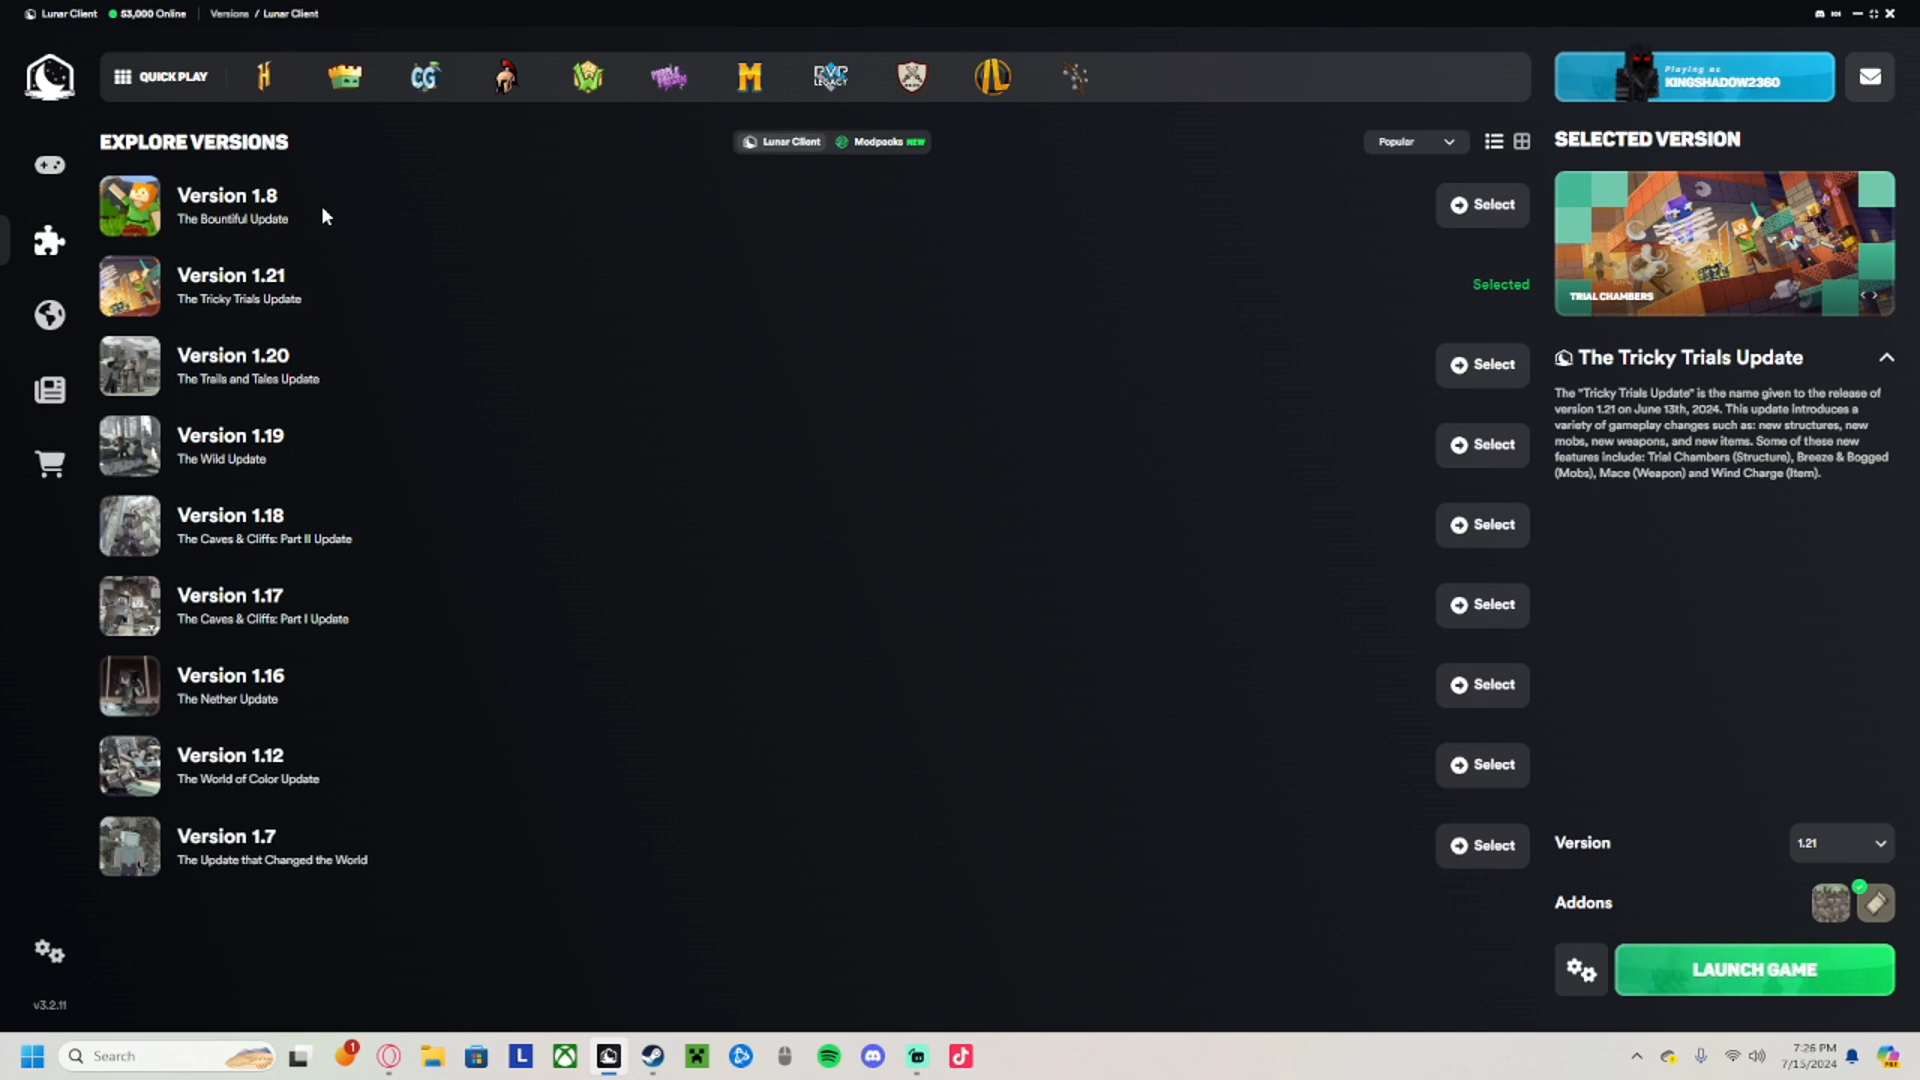 Lunar Client 53,000 Online Versions / Lunar Client
QUICK PLAY
CG
PVP
LEGACY
Playing as
KINGSHADOW2360
EXPLORE VERSIONS
Lunar Client Modpacks NEW
Popular
SELECTED VERSION
Version 1.8
The Bountiful Update
Select
Version 1.21
The Tricky Trials Update
Selected
Version 1.20
The Trails and Tales Update
Select
Version 1.19
The Wild Update
Select
Version 1.18
The Caves & Cliffs: Part II Update
Select
Version 1.17
The Caves & Cliffs: Part I Update
Select
Version 1.16
The Nether Update
Select
Version 1.12
The World of Color Update
Select
Version 1.7
The Update that Changed the World
Select
TRIAL CHAMBERS
The Tricky Trials Update
The "Tricky Trials Update" is the name given to the release of
version 1.21 on June 13th, 2024. This update introduces a
variety of gameplay changes such as: new structures, new
mobs, new weapons, and new items. Some of these new
features include: Trial Chambers (Structure), Breeze & Bogged
(Mobs), Mace (Weapon) and Wind Charge (Item).
Version 1.21
Addons
LAUNCH GAME
v3.2.11
Search
1
L
7:26 PM
7/15/2024